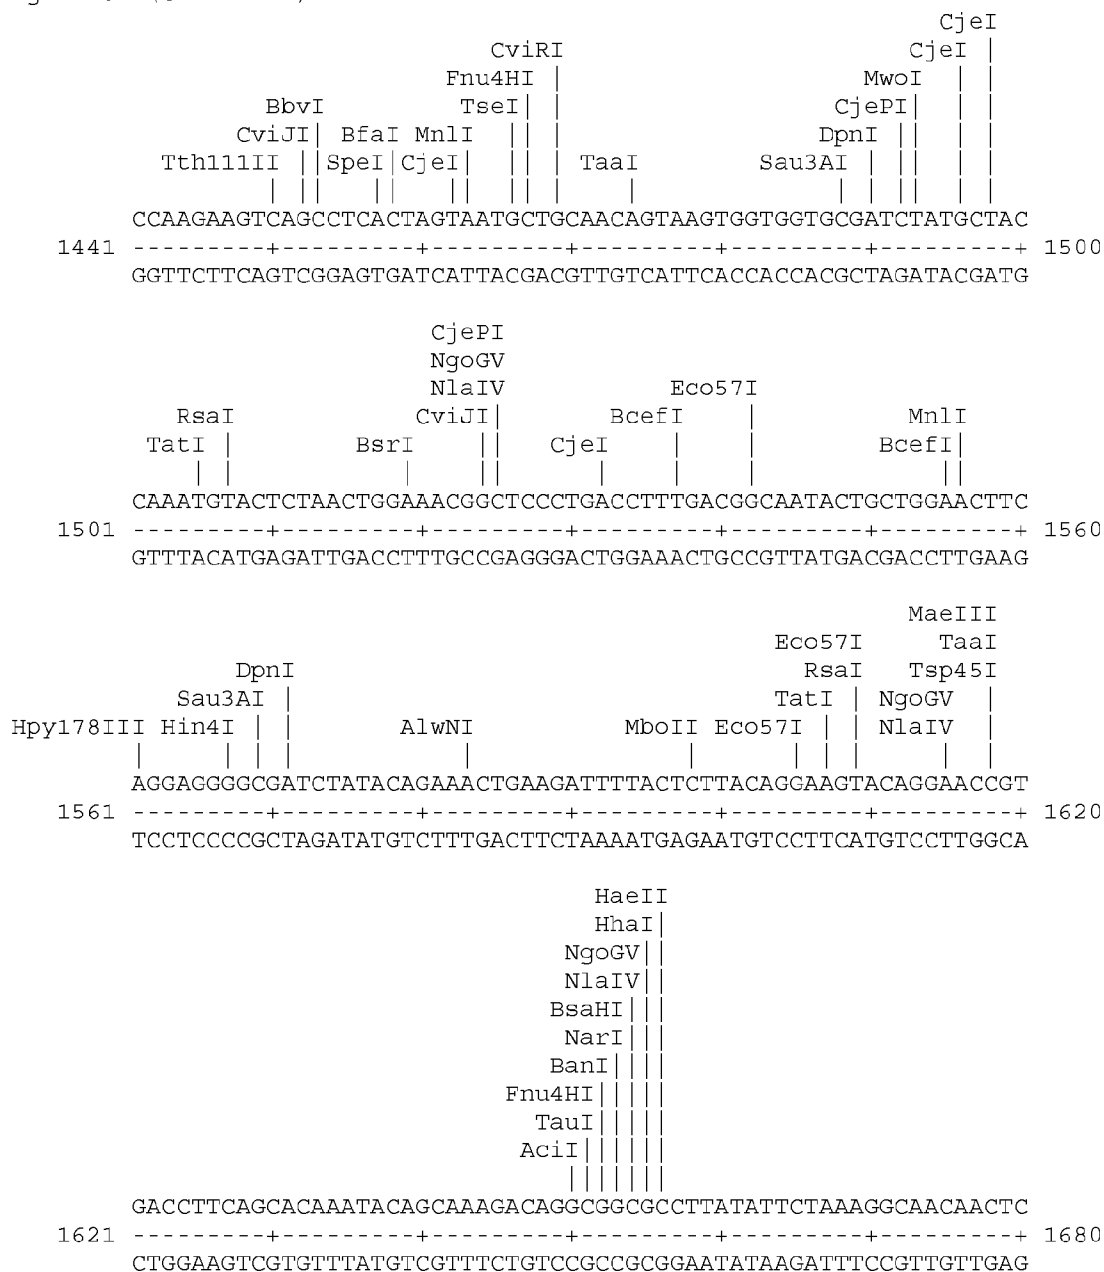 CjeI
CviRI CjeI
Fnu4HI MwoI
BbvI TseI CjePI
CviJI BfaI MnlI DpnI
Tth111II SpeI CjeI TaaI Sau3AI
CCAAGAAGTCAGCCTCACTAGTAATGCTGCAACAGTAAGTGGTGGTGCGATCTATGCTAC
1441 ---------+---------+---------+---------+---------+---------+ 1500
GGTTCTTCAGTCGGAGTGATCATTACGACGTTGTCATTCACCACCACGCTAGATACGATG
CjePI
NgoGV
NlaIV Eco57I
RsaI CviJI BcefI MnlI
TatI BsrI CjeI BcefI
CAAATGTACTCTAACTGGAAACGGCTCCCTGACCTTTGACGGCAATACTGCTGGAACTTC
1501 ---------+---------+---------+---------+---------+---------+ 1560
GTTTACATGAGATTGACCTTTGCCGAGGGACTGGAAACTGCCGTTATGACGACCTTGAAG
MaeIII
Eco57I TaaI
DpnI RsaI Tsp45I
Sau3AI TatI NgoGV
Hpy178III Hin4I AlwNI MboII Eco57I NlaIV
AGGAGGGGCGATCTATACAGAAACTGAAGATTTTACTCTTACAGGAAGTACAGGAACCGT
1561 ---------+---------+---------+---------+---------+---------+ 1620
TCCTCCCCGCTAGATATGTCTTTGACTTCTAAAATGAGAATGTCCTTCATGTCCTTGGCA
HaeII
HhaI
NgoGV
NlaIV
BsaHI
NarI
BanI
Fnu4HI
TauI
AciI
GACCTTCAGCACAAATACAGCAAAGACAGGCGGCGCCTTATATTCTAAAGGCAACAACTC
1621 ---------+---------+---------+---------+---------+---------+ 1680
CTGGAAGTCGTGTTTATGTCGTTTCTGTCCGCCGCGGAATATAAGATTTCCGTTGTTGAG